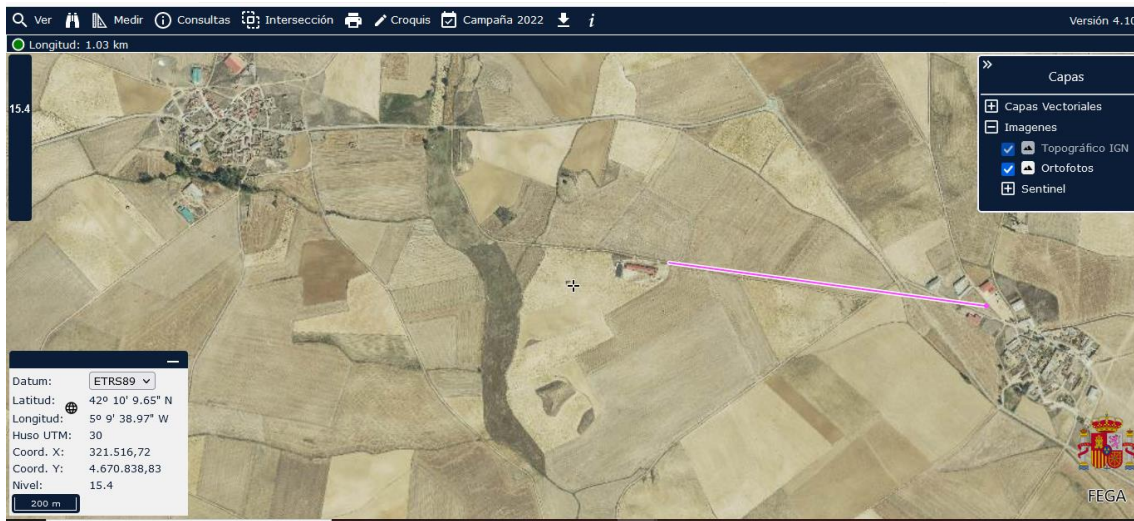 Ver Medir Consultas Intersección Croquis Campaña 2022 i Versión 4.10
Longitud: 1.03 km
15.4
»
Capas
Capas Vectoriales
Imagenes
Topográfico IGN
Ortofotos
Sentinel
Datum: ETRS89
Latitud: 42º 10' 9.65" N
Longitud: 5º 9' 38.97" W
Huso UTM: 30
Coord. X: 321.516,72
Coord. Y: 4.670.838,83
Nivel: 15.4
200 m
FEGA